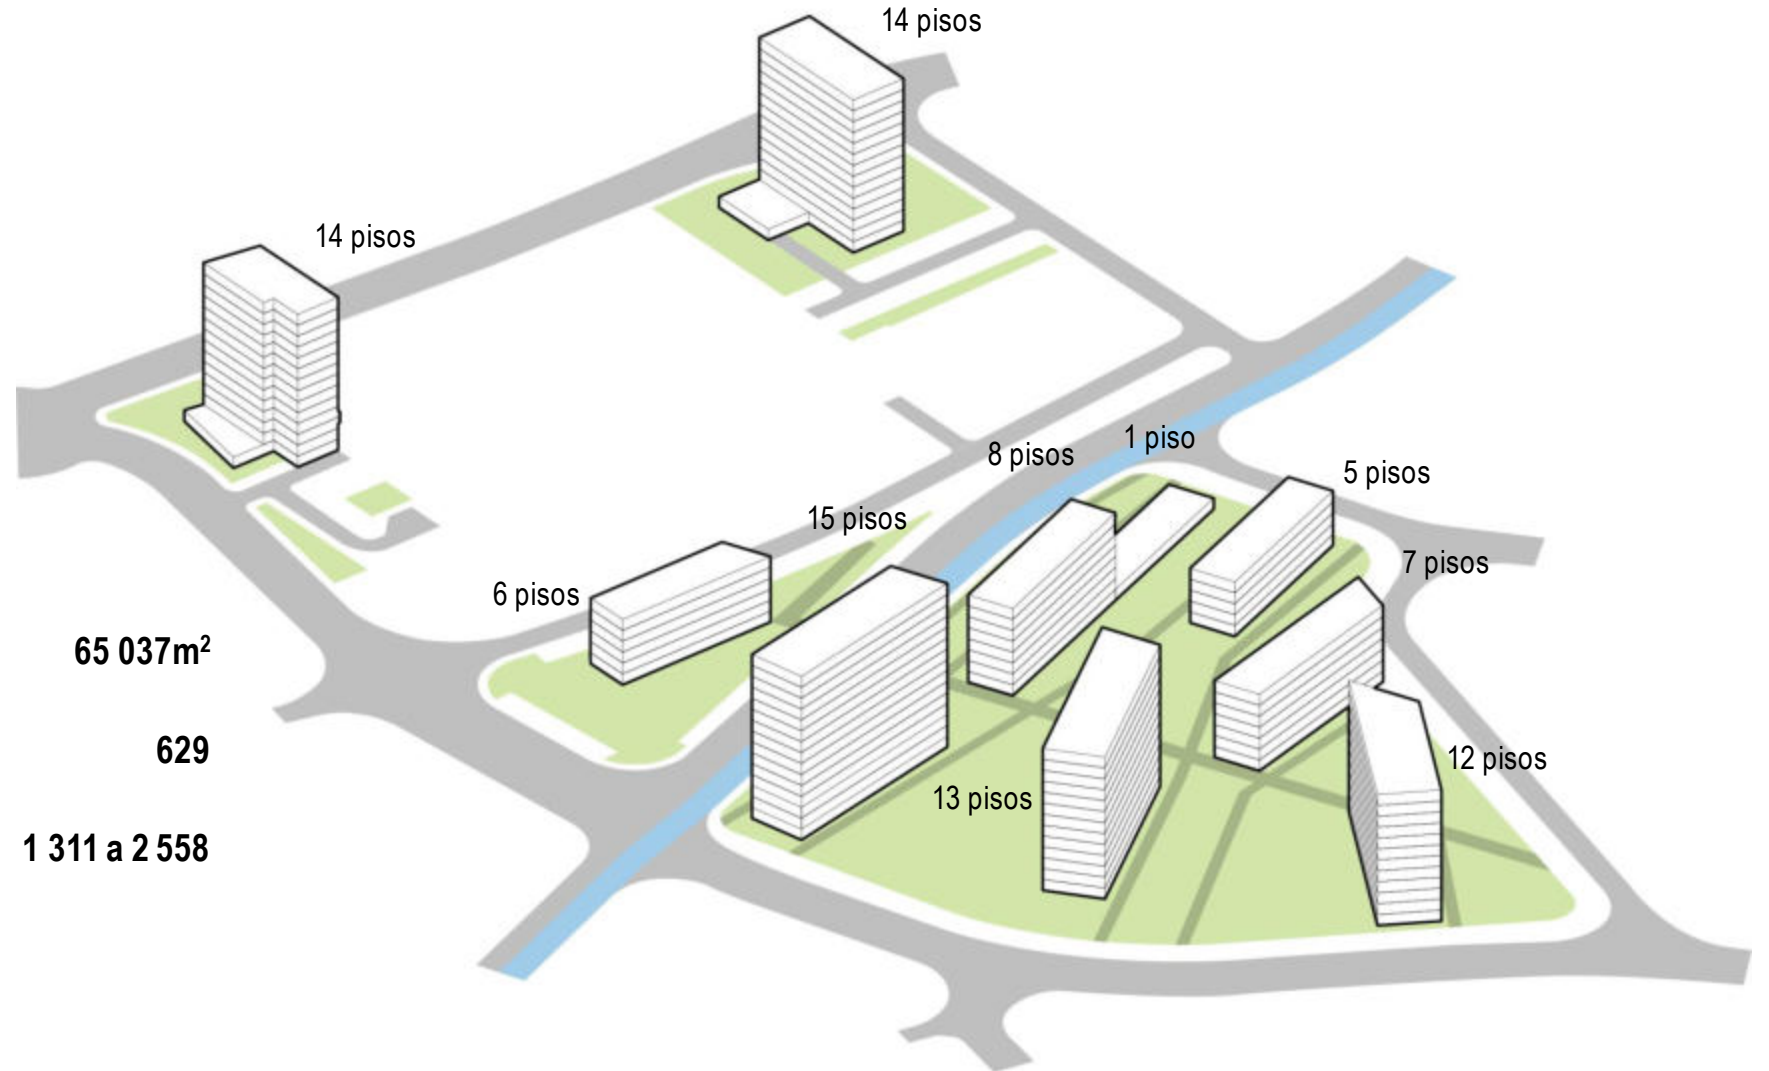 14 pisos
14 pisos
1 piso
8 pisos
5 pisos
15 pisos
7 pisos
6 pisos
65 037m²
629
12 pisos
13 pisos
1 311 a 2 558